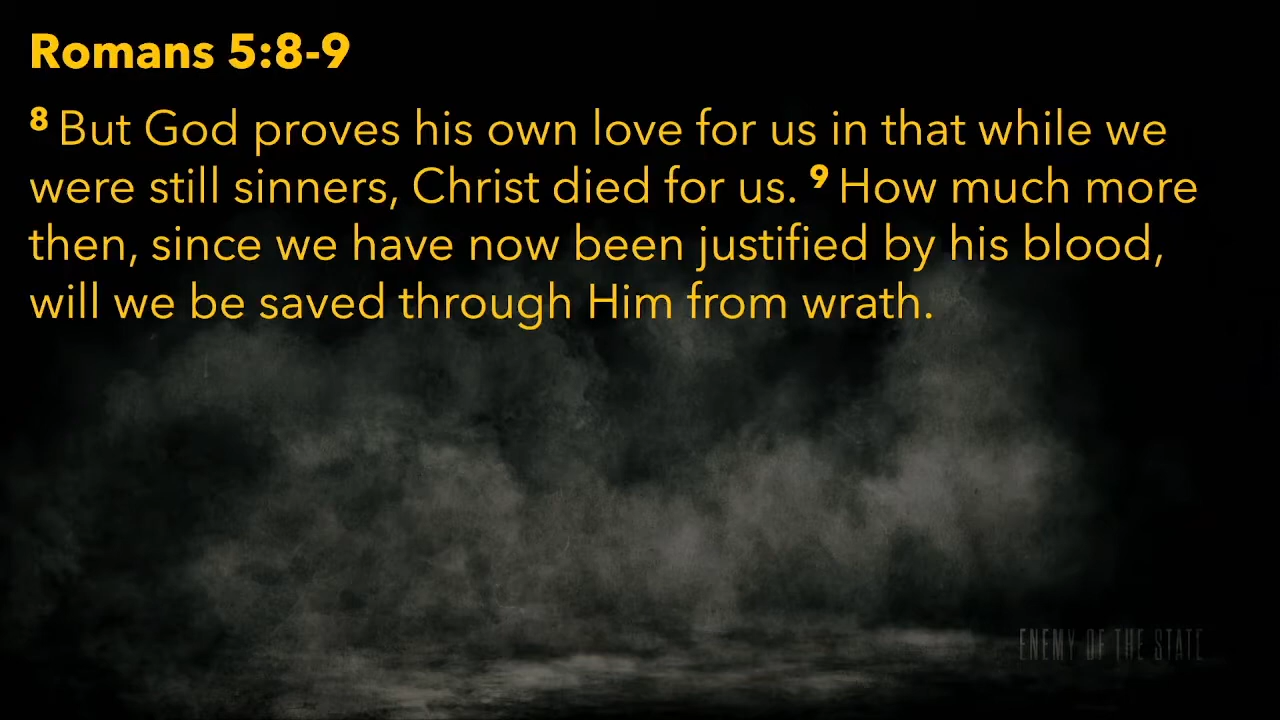 Romans 5:8-9
8 But God proves his own love for us in that while we
were still sinners, Christ died for us. 9 How much more
then, since we have now been justified by his blood,
will we be saved through Him from wrath.
ENEMY OF THE STATE